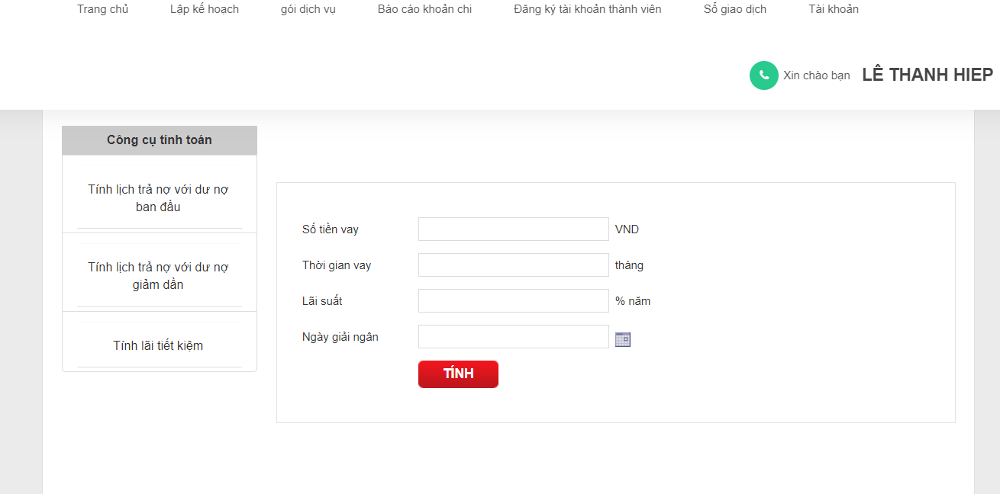 Trang chủ Lập kế hoạch gói dịch vụ Báo cáo khoản chi Đăng ký tài khoản thành viên Sổ giao dịch Tài khoản
Xin chào bạn LÊ THANH HIEP
Công cụ tính toán
Tính lịch trả nợ với dư nợ
ban đầu
Tính lịch trả nợ với dư nợ
giảm dần
Tính lãi tiết kiệm
Số tiền vay VND
Thời gian vay tháng
Lãi suất % năm
Ngày giải ngân
TÍNH